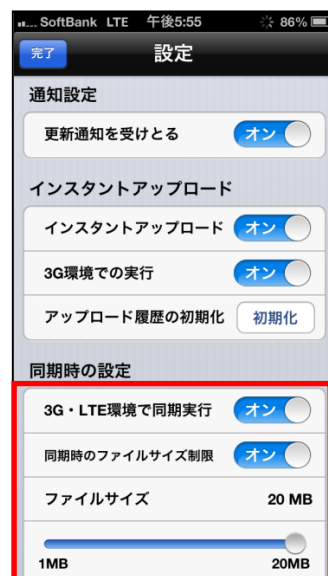 SoftBank LTE 午後5:55 86%
完了 設定
通知設定
更新通知を受けとる オン
インスタントアップロード
インスタントアップロード オン
3G環境での実行 オン
アップロード履歴の初期化 初期化
同期時の設定
3G・LTE環境で同期実行 オン
同期時のファイルサイズ制限 オン
ファイルサイズ 20 MB
1MB 20MB